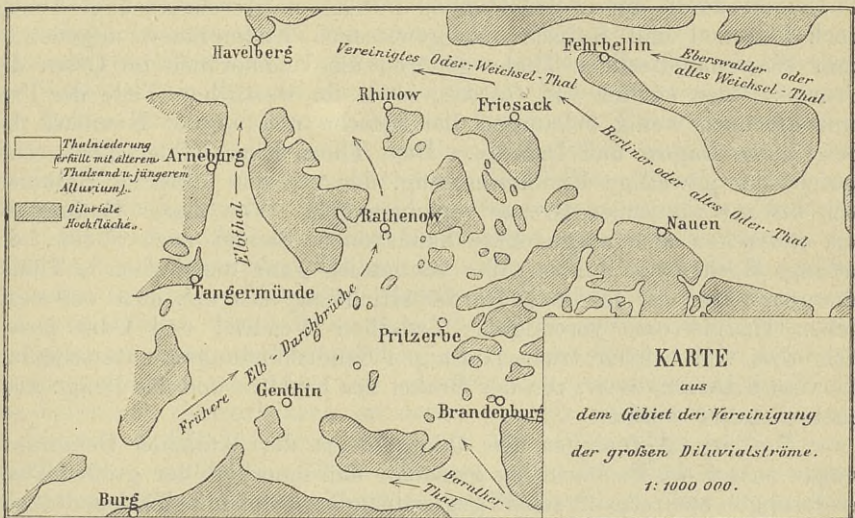 Havelberg
Fehrbellin
Vereinigtes Oder-Weichsel-Thal
Eberswalder oder
altes Weichsel-Thal.
Rhinow
Friesack
Berliner oder altes Oder-Thal.
Thalniederung
(erfüllt mit älterem
Thalsand u. jüngerem
Alluvium).
Diluviale
Hochfläche.
Arneburg
Elbthal
Rathenow
Nauen
Tangermünde
Frühere Elb-Durchbrüche
Pritzerbe
Genthin
Brandenburg
Baruther-
Thal
Burg
KARTE
aus
dem Gebiet der Vereinigung
der großen Diluvialströme.
1: 1000 000.